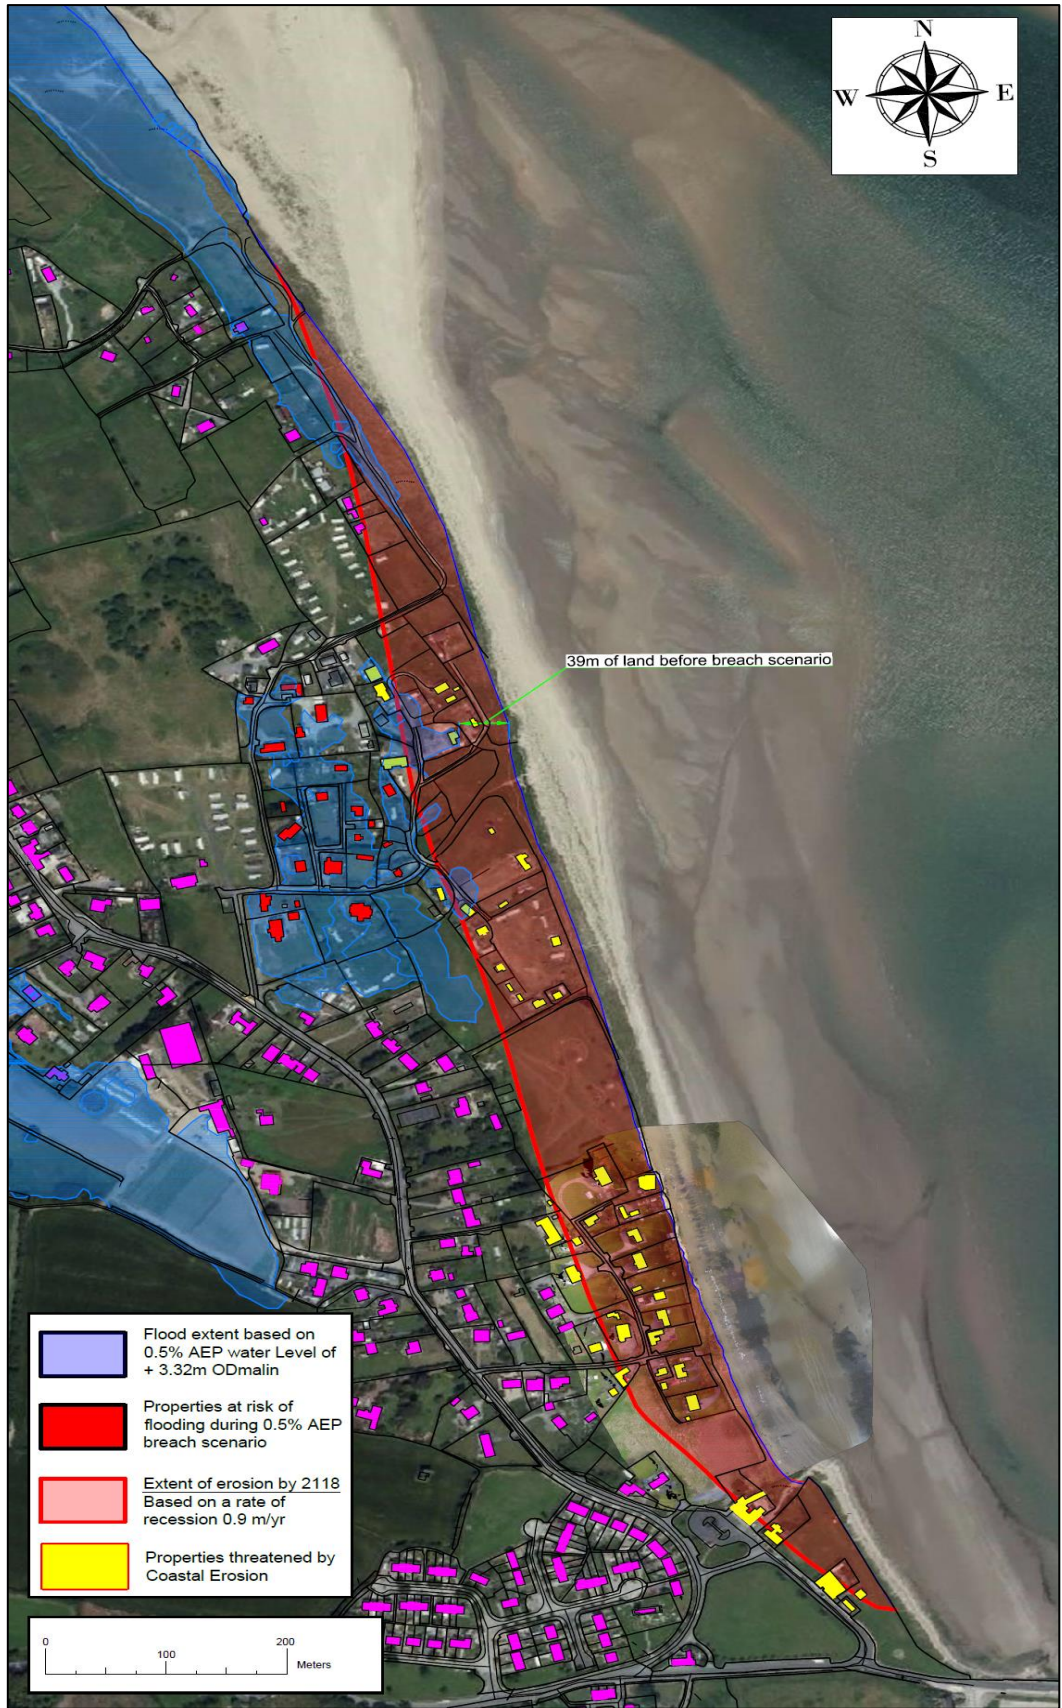 N
W E
S
39m of land before breach scenario
Flood extent based on
0.5% AEP water Level of
+ 3.32m ODmalin
Properties at risk of
flooding during 0.5% AEP
breach scenario
Extent of erosion by 2118
Based on a rate of
recession 0.9 m/yr
Properties threatened by
Coastal Erosion
0 200
100
Meters